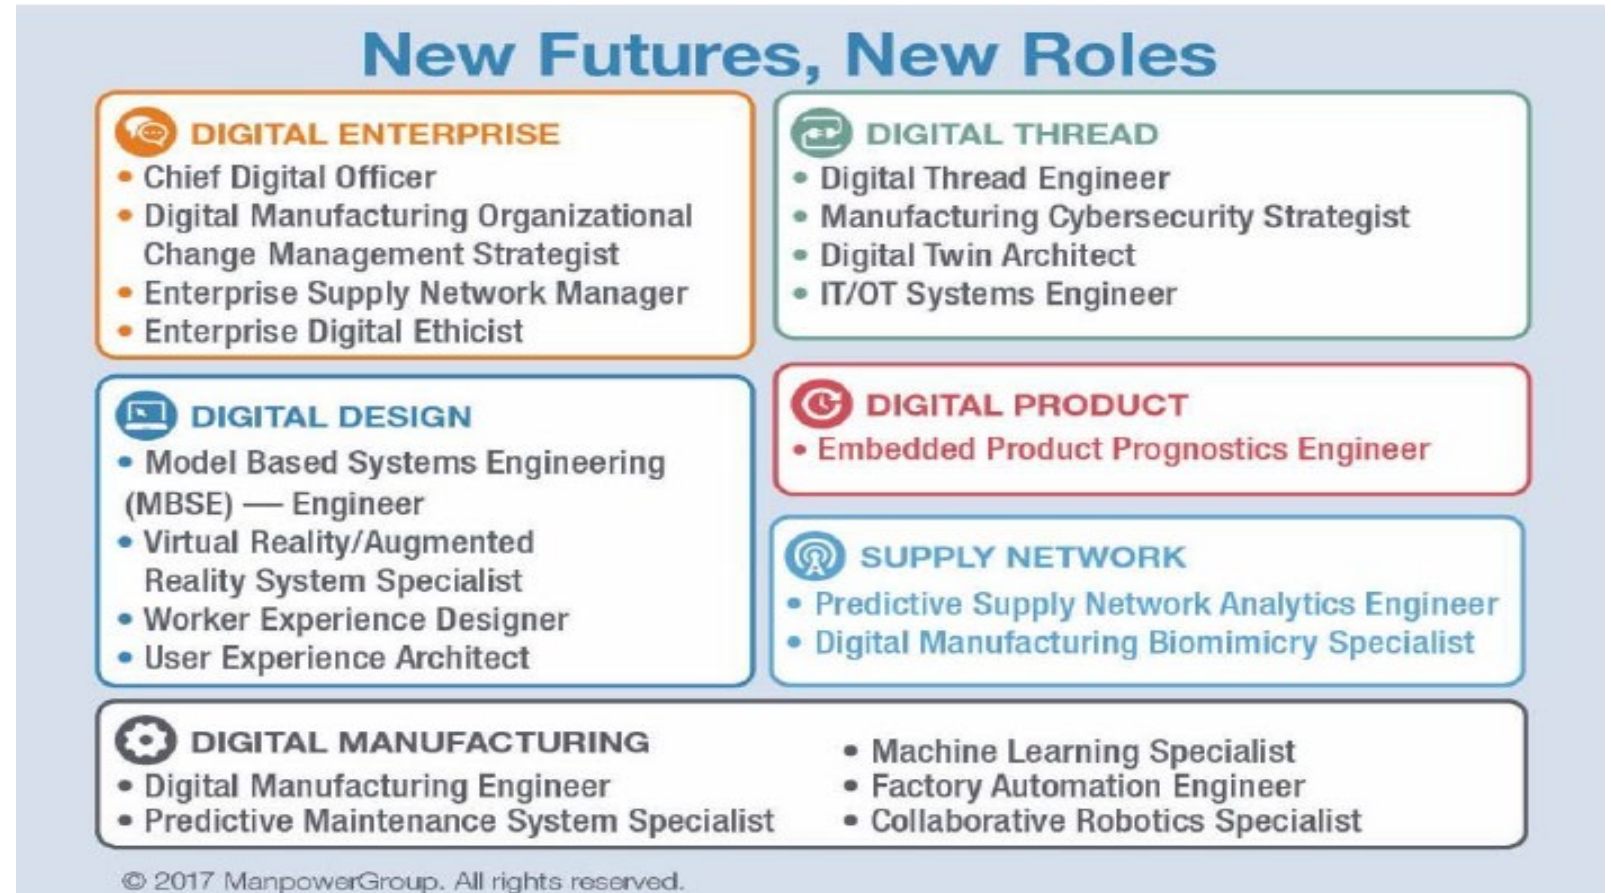 New Futures, New Roles
DIGITAL ENTERPRISE
• Chief Digital Officer
• Digital Manufacturing Organizational
Change Management Strategist
• Enterprise Supply Network Manager
• Enterprise Digital Ethicist
DIGITAL THREAD
• Digital Thread Engineer
• Manufacturing Cybersecurity Strategist
• Digital Twin Architect
• IT/OT Systems Engineer
DIGITAL DESIGN
• Model Based Systems Engineering
(MBSE) — Engineer
• Virtual Reality/Augmented
Reality System Specialist
• Worker Experience Designer
• User Experience Architect
DIGITAL PRODUCT
• Embedded Product Prognostics Engineer
SUPPLY NETWORK
• Predictive Supply Network Analytics Engineer
• Digital Manufacturing Biomimicry Specialist
DIGITAL MANUFACTURING
• Digital Manufacturing Engineer
• Predictive Maintenance System Specialist
• Machine Learning Specialist
• Factory Automation Engineer
• Collaborative Robotics Specialist
© 2017 ManpowerGroup. All rights reserved.